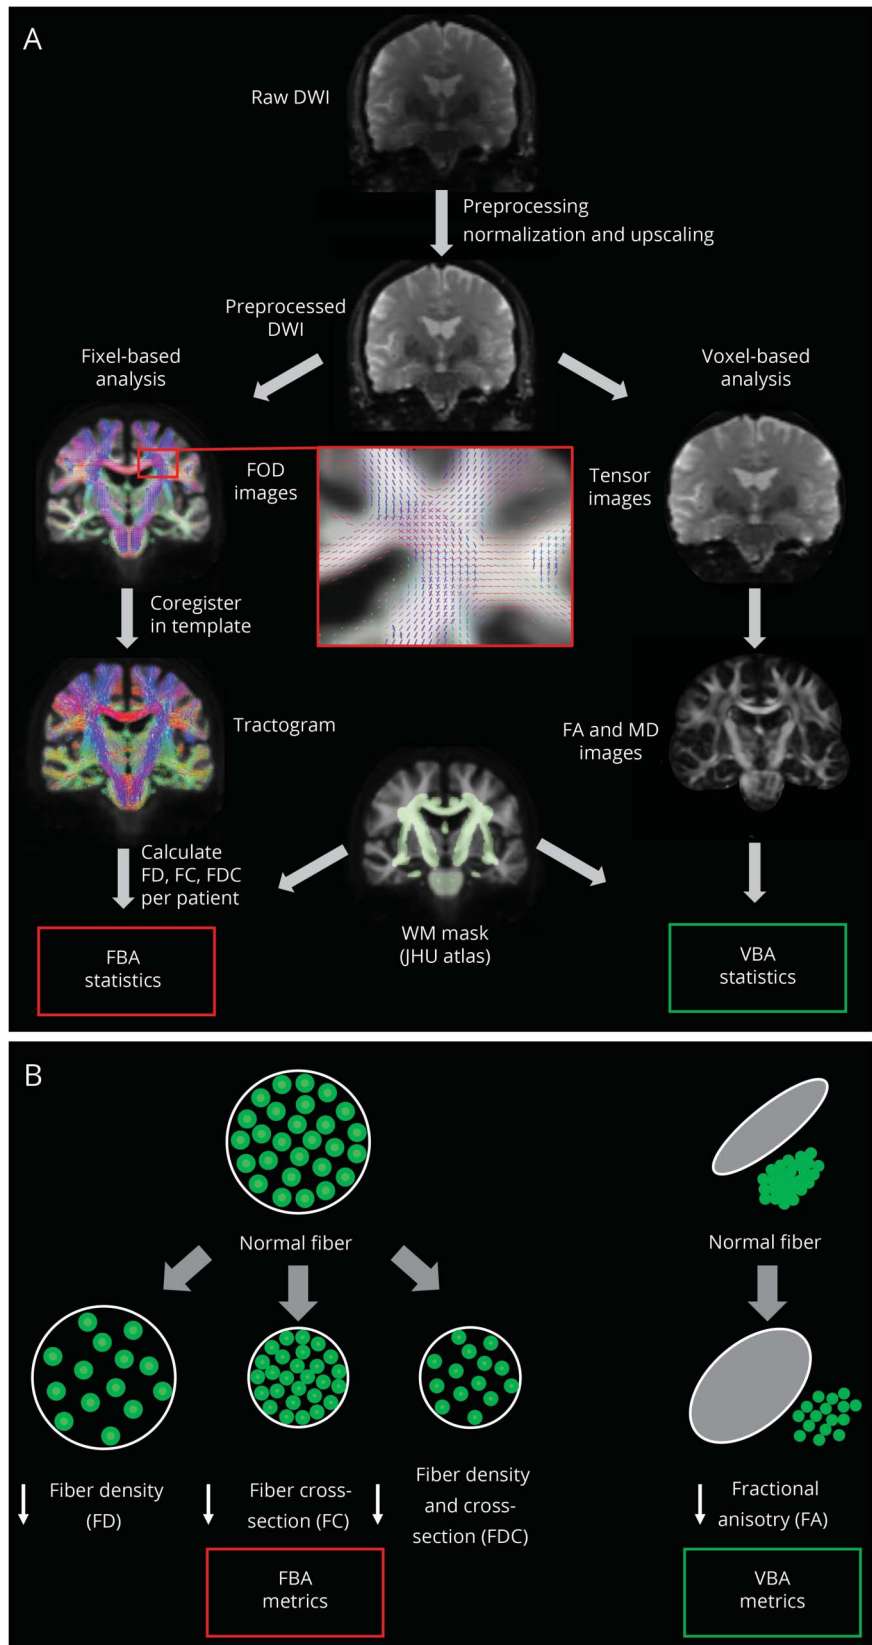 A
Raw DWI
Preprocessing
normalization and upscaling
Preprocessed
DWI
Fixel-based
analysis
Voxel-based
analysis
FOD
images
Tensor
images
Coregister
in template
Tractogram
FA and MD
images
Calculate
FD, FC, FDC
per patient
WM mask
(JHU atlas)
FBA
statistics
VBA
statistics
B
Normal fiber
Normal fiber
Fiber density
(FD)
Fiber cross-
section (FC)
Fiber density
and cross-
section (FDC)
Fractional
anisotry (FA)
FBA
metrics
VBA
metrics